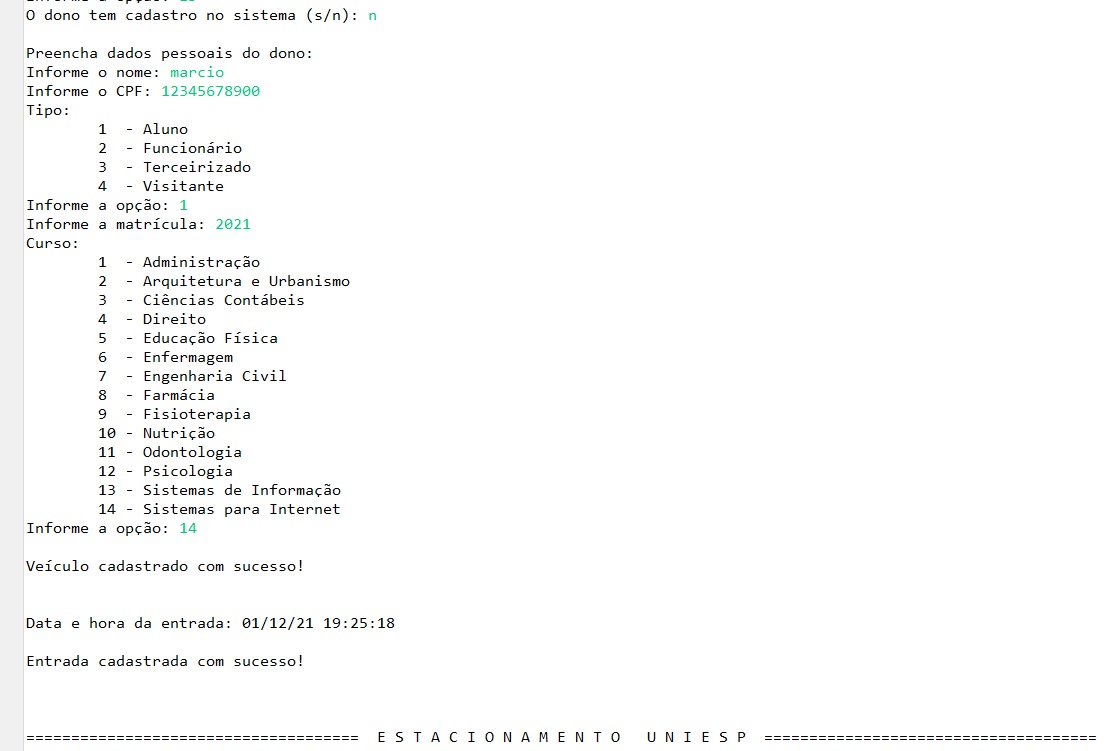 O dono tem cadastro no sistema (s/n): n
Preencha dados pessoais do dono:
Informe o nome: marcio
Informe o CPF: 12345678900
Tipo:
1 - Aluno
2 - Funcionário
3 - Terceirizado
4 - Visitante
Informe a opção: 1
Informe a matrícula: 2021
Curso:
1 - Administração
2 - Arquitetura e Urbanismo
3 - Ciências Contábeis
4 - Direito
5 - Educação Física
6 - Enfermagem
7 - Engenharia Civil
8 - Farmácia
9 - Fisioterapia
10 - Nutrição
11 - Odontologia
12 - Psicologia
13 - Sistemas de Informação
14 - Sistemas para Internet
Informe a opção: 14
Veículo cadastrado com sucesso!
Data e hora da entrada: 01/12/21 19:25:18
Entrada cadastrada com sucesso!
===================================== E S T A C I O N A M E N T O   U N I E S P =====================================